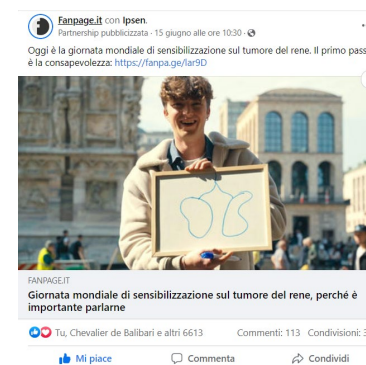 Fanpage.it con Ipsen.
Partnership pubblicizzata · 15 giugno alle ore 10:30 ·
Oggi è la giornata mondiale di sensibilizzazione sul tumore del rene. Il primo pass
è la consapevolezza: https://fanpa.ge/lar9D
FANPAGE.IT
Giornata mondiale di sensibilizzazione sul tumore del rene, perché è
importante parlarne
Tu, Chevalier de Balibari e altri 6613 Commenti: 113 Condivisioni: 3
Mi piace Commenta Condividi